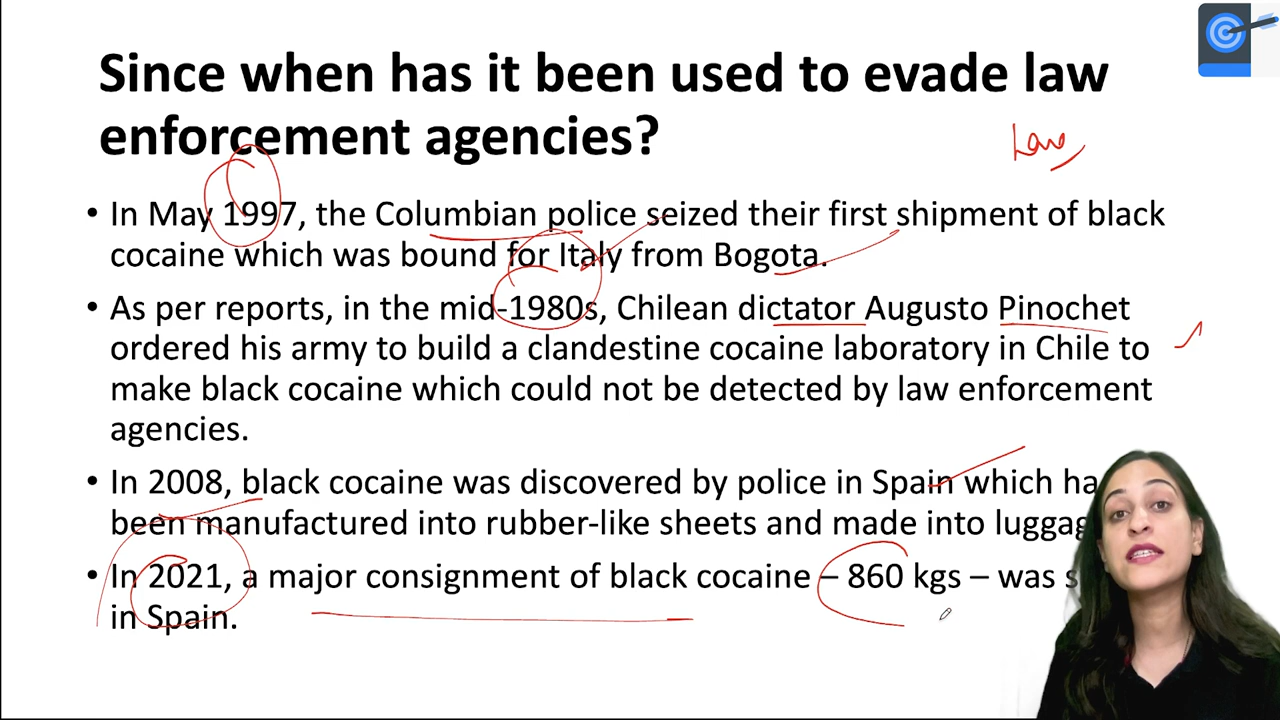 Since when has it been used to evade law
enforcement agencies?
Law
• In May 1997, the Columbian police seized their first shipment of black
cocaine which was bound for Italy from Bogota.
• As per reports, in the mid-1980s, Chilean dictator Augusto Pinochet
ordered his army to build a clandestine cocaine laboratory in Chile to
make black cocaine which could not be detected by law enforcement
agencies.
• In 2008, black cocaine was discovered by police in Spain which
been manufactured into rubber-like sheets and made into
• In 2021, a major consignment of black cocaine – 860 kgs – was
in Spain.